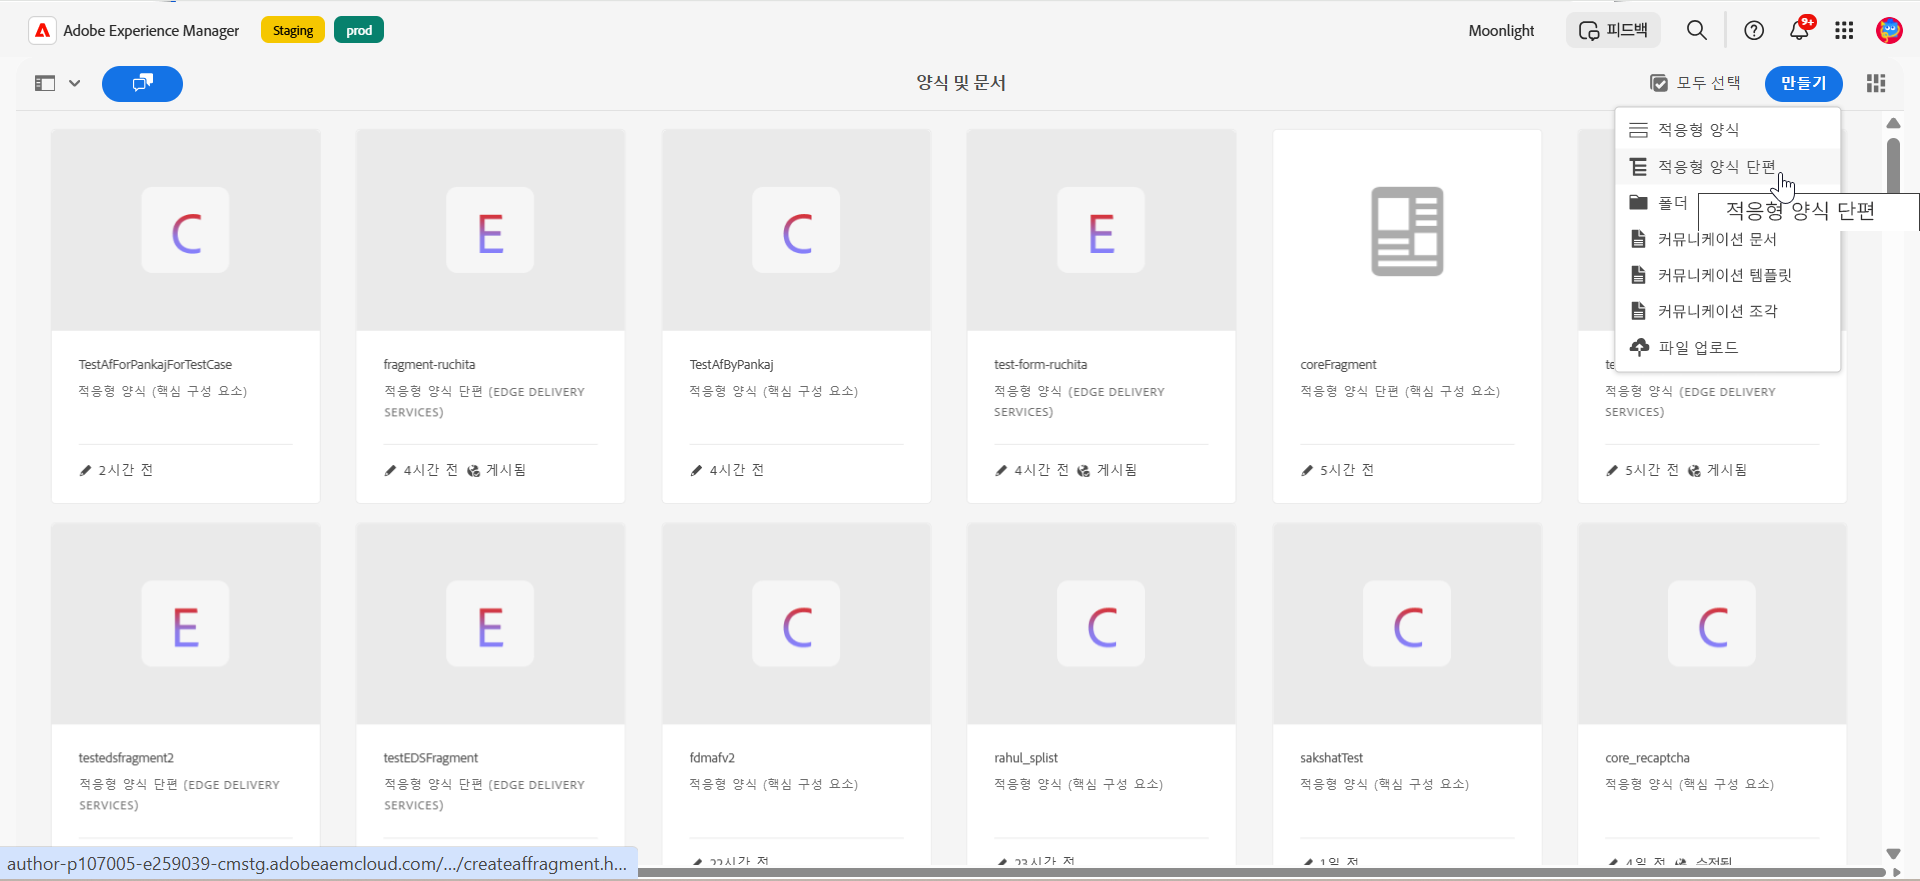 Adobe Experience Manager
Staging
prod
Moonlight
피드백
9+
양식 및 문서
모두 선택
만들기
적응형 양식
적응형 양식 단편
폴더
적응형 양식 단편
커뮤니케이션 문서
커뮤니케이션 템플릿
커뮤니케이션 조각
파일 업로드
C
E
C
E
TestAfForPankajForTestCase
적응형 양식 (핵심 구성 요소)
2시간 전
fragment-ruchita
적응형 양식 단편 (EDGE DELIVERY
SERVICES)
4시간 전 게시됨
TestAfByPankaj
적응형 양식 (핵심 구성 요소)
4시간 전
test-form-ruchita
적응형 양식 (EDGE DELIVERY
SERVICES)
4시간 전 게시됨
coreFragment
적응형 양식 단편 (핵심 구성 요소)
5시간 전
te
적응형 양식 (EDGE DELIVERY
SERVICES)
5시간 전 게시됨
E
E
C
C
C
C
testedsfragment2
적응형 양식 단편 (EDGE DELIVERY
SERVICES)
testEDSFragment
적응형 양식 단편 (EDGE DELIVERY
SERVICES)
fdmafv2
적응형 양식 (핵심 구성 요소)
22시간 전
rahul_splist
적응형 양식 (핵심 구성 요소)
23시간 전
sakshatTest
적응형 양식 (핵심 구성 요소)
1일 전
core_recaptcha
적응형 양식 (핵심 구성 요소)
4일 전 수정됨
author-p107005-e259039-cmstg.adobeaemcloud.com/.../createaffragment.h...